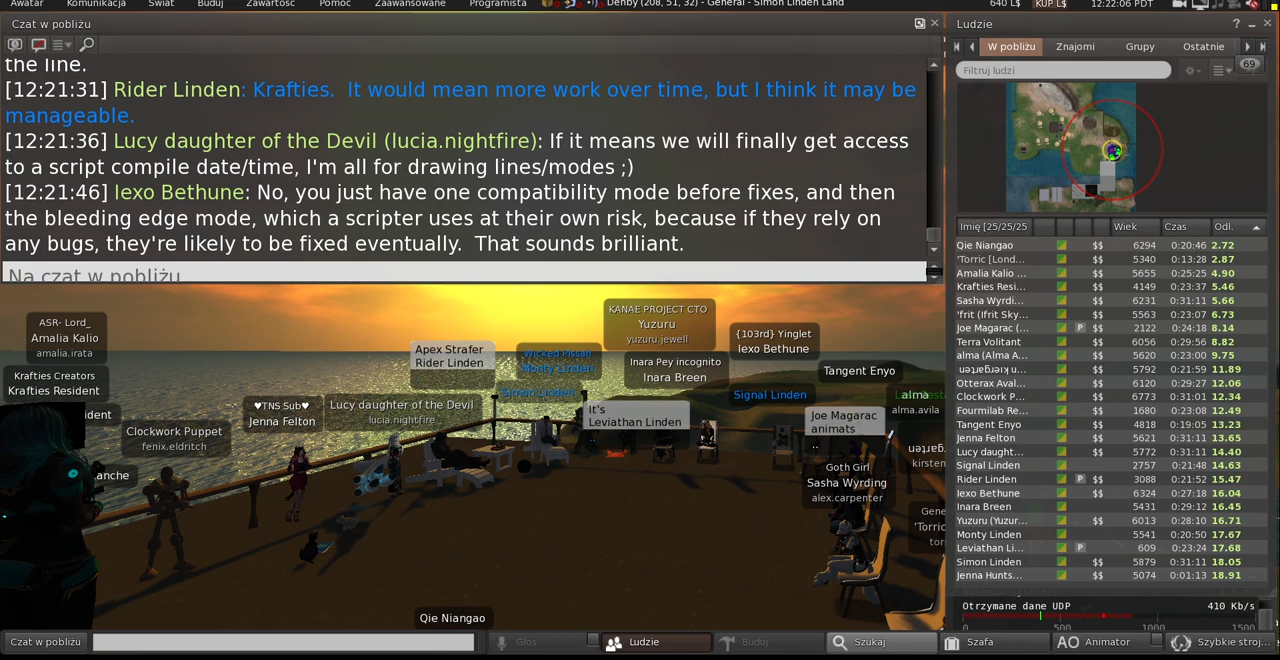 Awatar Komunikacja Świat Buduj Zawartość Pomoc Zaawansowane Programista Denby (208, 51, 32) - General - Simon Linden Land 640 L$ KUP L$ 12:22:06 PDT
Czat w pobliżu
the line.
[12:21:31] Rider Linden: Krafties.  It would mean more work over time, but I think it may be
manageable.
[12:21:36] Lucy daughter of the Devil (lucia.nightfire): If it means we will finally get access
to a script compile date/time, I'm all for drawing lines/modes ;)
[12:21:46] Iexo Bethune: No, you just have one compatibility mode before fixes, and then
the bleeding edge mode, which a scripter uses at their own risk, because if they rely on
any bugs, they're likely to be fixed eventually.  That sounds brilliant.
Na czat w pobliżu
ASR- Lord_
Amalia Kalio
amalia.irata
Krafties Creators
Krafties Resident
ident
Clockwork Puppet
fenix.eldritch
anche
♥TNS Sub♥
Jenna Felton
Lucy daughter of the Devil
lucia.nightfire
Apex Strafer
Rider Linden
Wicked Pissah
Monty Linden
Simon Linden
It's
Leviathan Linden
KANAE PROJECT CTO
Yuzuru
yuzuru.jewell
Inara Pey incognito
Inara Breen
{103rd} Yinglet
Iexo Bethune
Signal Linden
Tangent Enyo
alma
alma.avila
Joe Magarac
animats
Goth Girl
Sasha Wyrding
alex.carpenter
kirsten
Gene
'Torric
tor
Qie Niangao
Ludzie
W pobliżu Znajomi Grupy Ostatnie
Filtruj ludzi
69
Imię [25/25/25 Wiek Czas Odl.
Qie Niangao $$ 6294 0:20:46 2.72
'Torric [Lond... $$ 5340 0:13:28 2.87
Amalia Kalio ... $$ 5655 0:25:25 4.90
Krafties Resi... $$ 4149 0:23:37 5.46
Sasha Wyrdi... $$ 6231 0:31:11 5.66
'frit (Ifrit Sky... $$ 5563 0:23:07 6.73
Joe Magarac (... P $$ 2122 0:24:18 8.14
Terra Volitant $$ 6056 0:29:56 8.82
alma (Alma A... $$ 5620 0:23:00 9.75
$$ 5792 0:21:59 11.89
Otterax Aval... $$ 6120 0:29:27 12.06
Clockwork P... $$ 6773 0:31:01 12.34
Fourmilab Re... $$ 1680 0:23:08 12.49
Tangent Enyo $$ 4818 0:19:05 13.23
Jenna Felton $$ 5621 0:31:11 13.65
Lucy daught... $$ 5772 0:31:11 14.40
Signal Linden 2757 0:21:48 14.63
Rider Linden P $$ 3088 0:21:52 15.47
Iexo Bethune $$ 6324 0:27:18 16.04
Inara Breen 5431 0:29:12 16.45
Yuzuru (Yuzur... $$ 6013 0:28:10 16.71
Monty Linden 5541 0:20:50 17.67
Leviathan Li... P 609 0:23:24 17.68
Simon Linden $$ 5879 0:31:11 18.05
Jenna Hunts... $$ 5074 0:01:13 18.91
Otrzymane dane UDP 410 Kb/s
0 500 1000 1500
Czat w pobliżu Głos Ludzie Buduj Szukaj Szafa AO Animator Szybkie stroj...